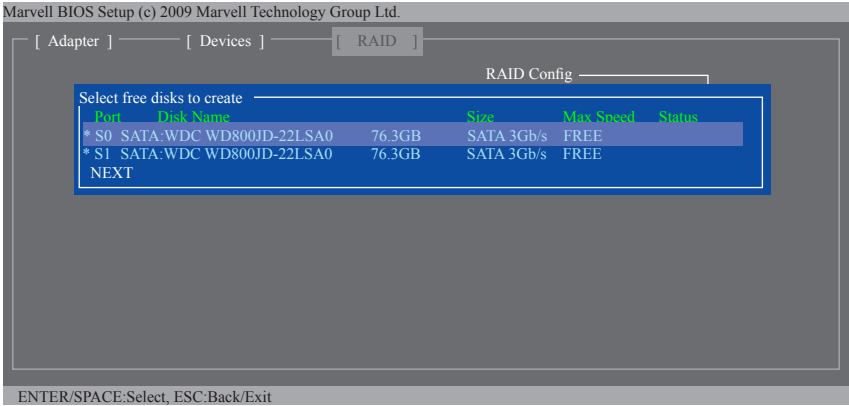 Marvell BIOS Setup (c) 2009 Marvell Technology Group Ltd.
[ Adapter ] [ Devices ] [ RAID ]
RAID Config
Select free disks to create
Port Disk Name Size Max Speed Status
* S0 SATA:WDC WD800JD-22LSA0 76.3GB SATA 3Gb/s FREE
* S1 SATA:WDC WD800JD-22LSA0 76.3GB SATA 3Gb/s FREE
NEXT
ENTER/SPACE:Select, ESC:Back/Exit